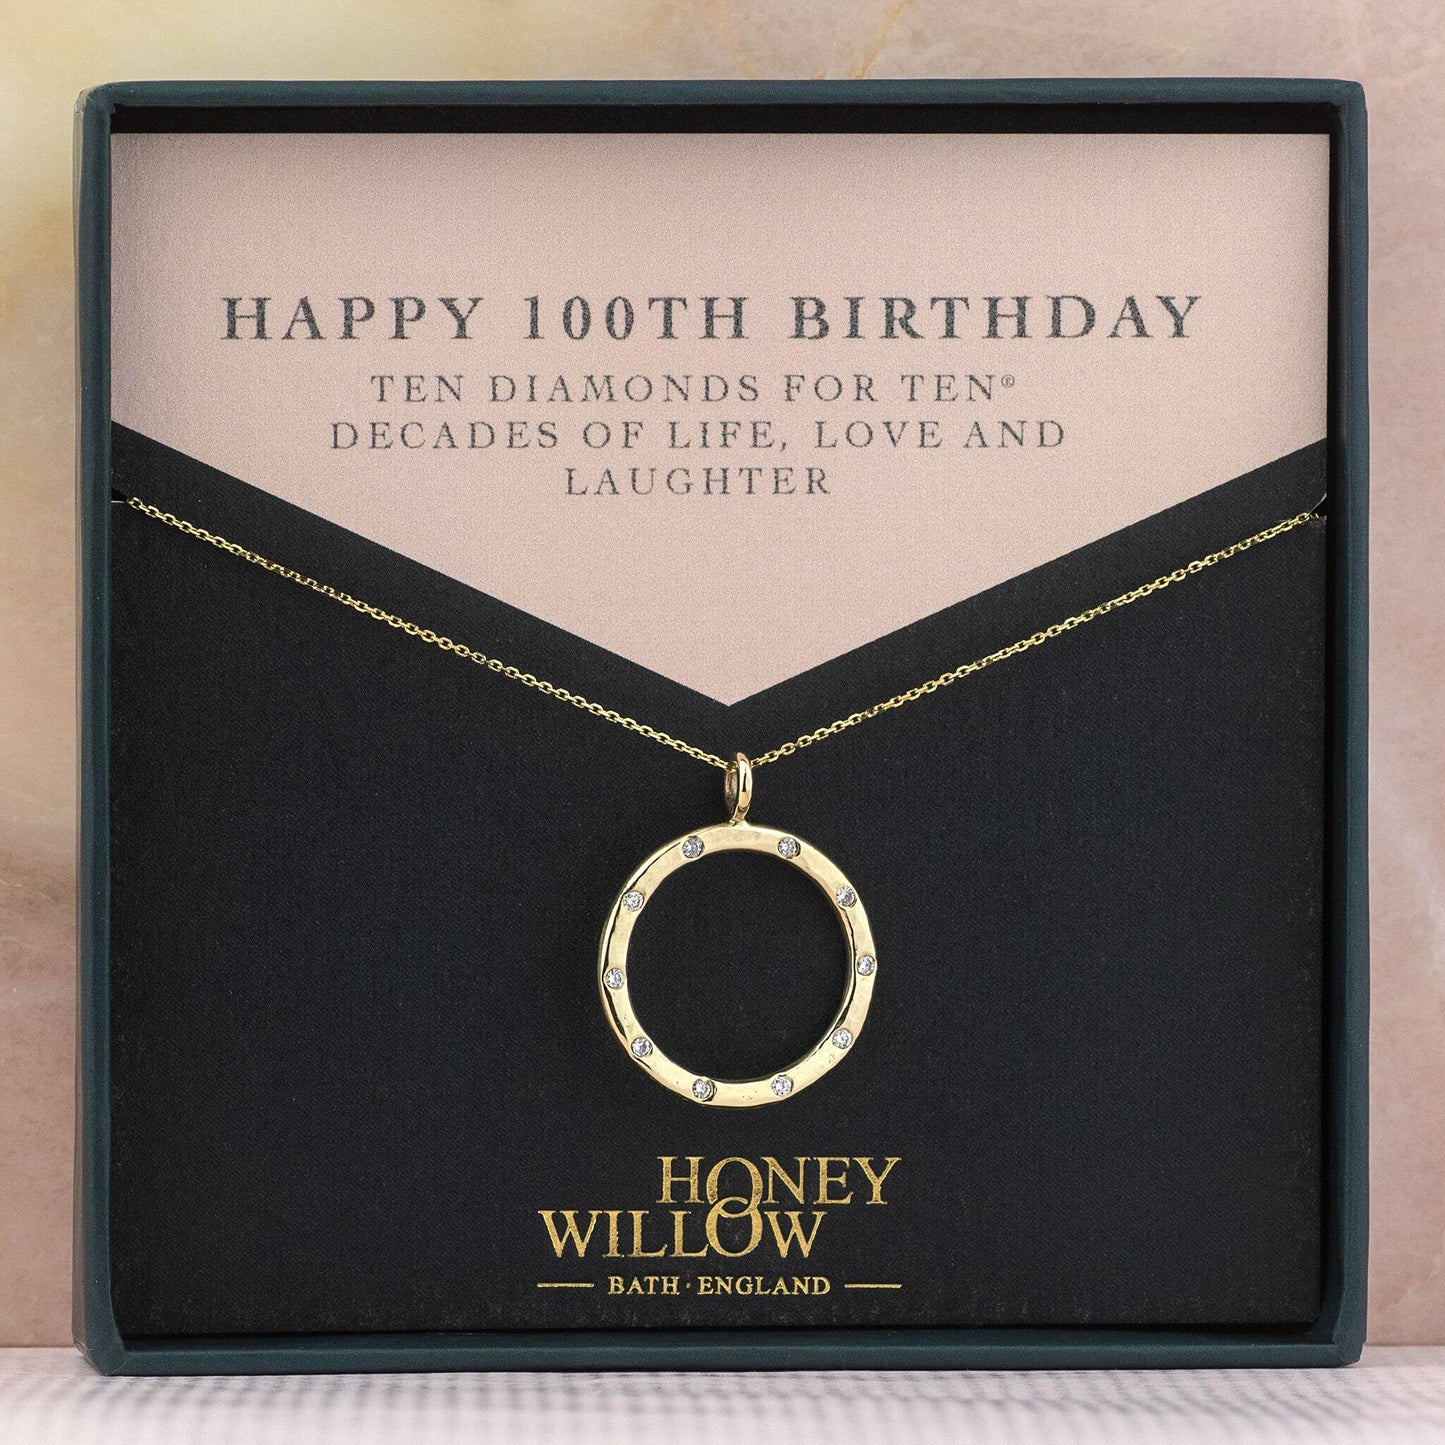 HAPPY 100TH BIRTHDAY
TEN DIAMONDS FOR TEN®
DECADES OF LIFE, LOVE AND
LAUGHTER
HONEY
WILLOW
BATH · ENGLAND